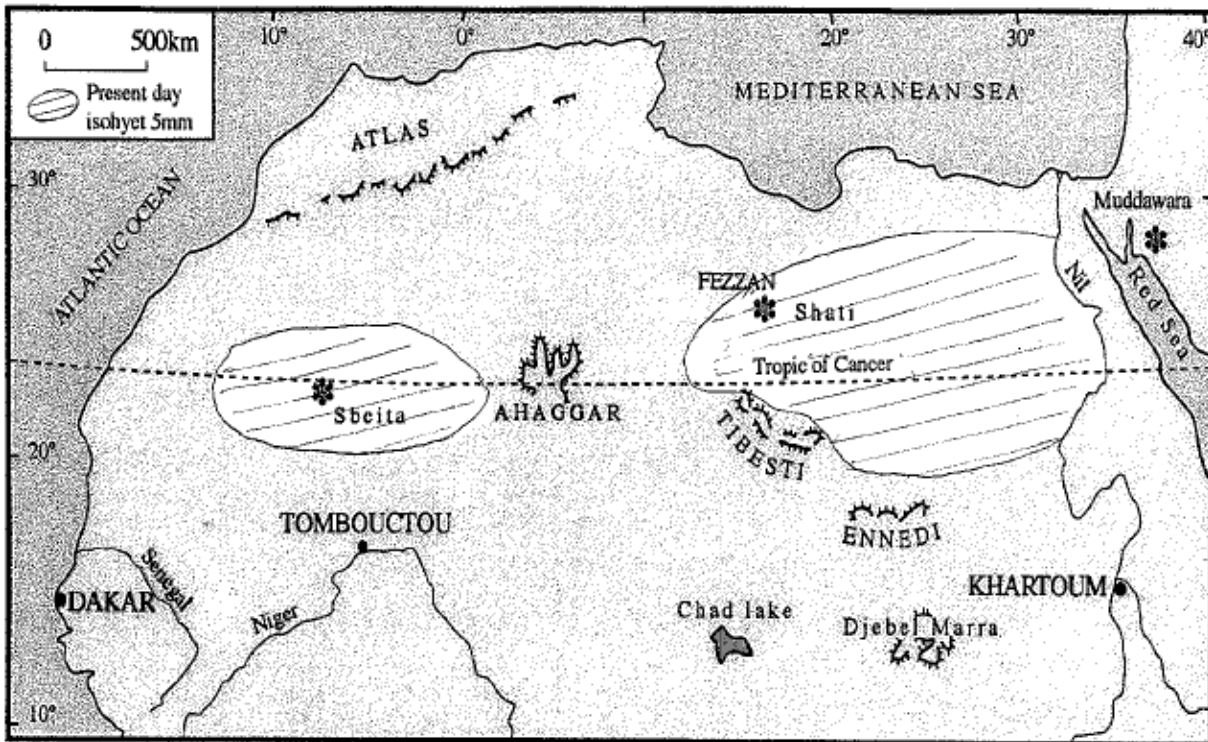 0 500km
Present day
isohyet 5mm
10°
0°
20°
30°
40°
MEDITERRANEAN SEA
ATLAS
30°
ATLANTIC OCEAN
Muddawara
FEZZAN
Shati
Nil
Red Sea
Tropic of Cancer
Sbeita
AHAGGAR
TIBESTI
20°
TOMBOUCTOU
ENNEDI
Senegal
DAKAR
Niger
KHARTOUM
Chad lake
Djebel Marra
10°